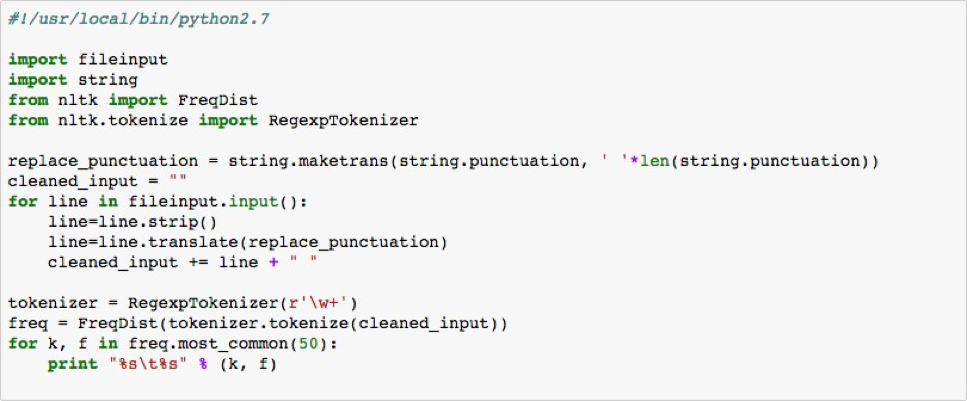 #!/usr/local/bin/python2.7

import fileinput
import string
from nltk import FreqDist
from nltk.tokenize import RegexpTokenizer

replace_punctuation = string.maketrans(string.punctuation, ' '*len(string.punctuation))
cleaned_input = ""
for line in fileinput.input():
    line=line.strip()
    line=line.translate(replace_punctuation)
    cleaned_input += line + " "

tokenizer = RegexpTokenizer(r'\w+')
freq = FreqDist(tokenizer.tokenize(cleaned_input))
for k, f in freq.most_common(50):
    print "%s\t%s" % (k, f)